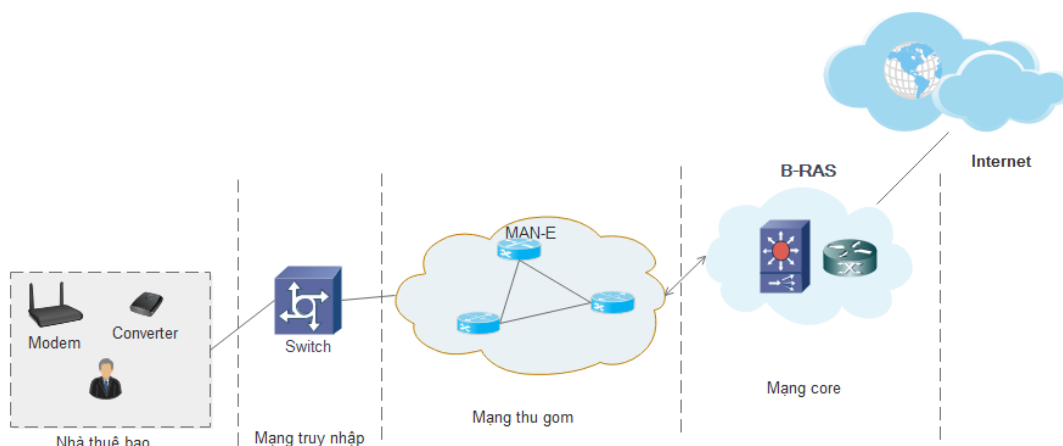 Internet
B-RAS
MAN-E
Modem
Converter
Switch
Mạng core
Mạng thu gom
Mạng truy nhập
Nhà thuê bao